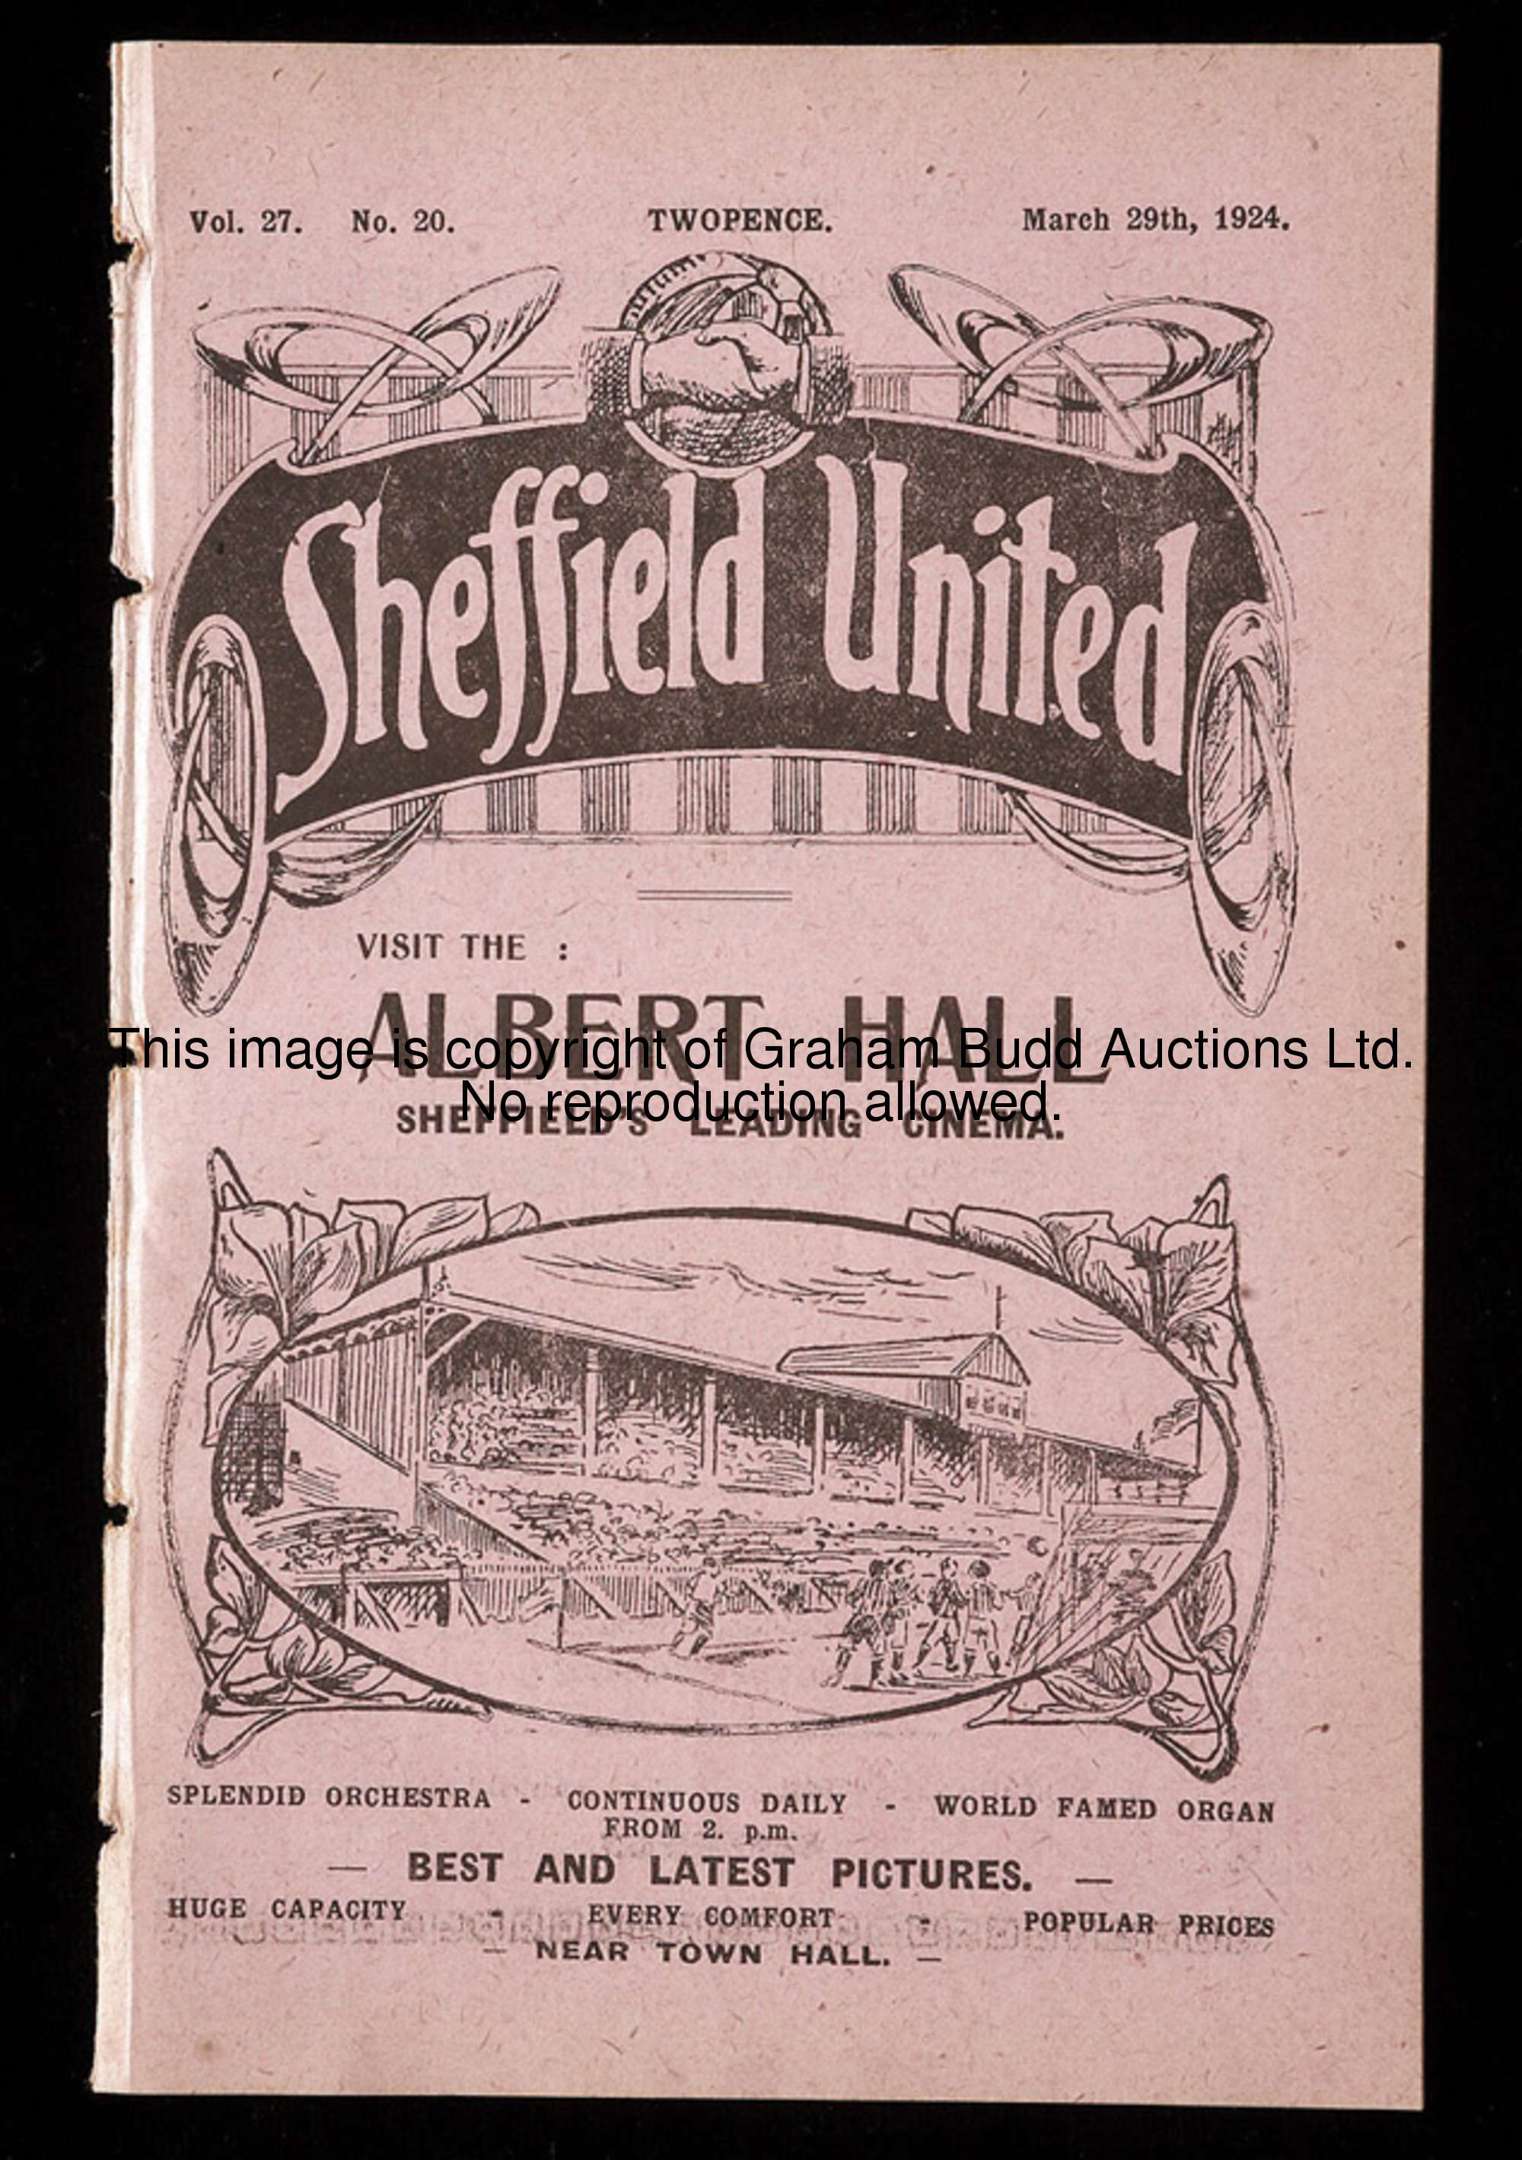 Vol. 27. No. 20. TWOPENCE. March 29th, 1924.
Sheffield United
VISIT THE :
ALBERT HALL
This image is copyright of Graham Budd Auctions Ltd.
No reproduction allowed.
SHEFFIELD'S LEADING CINEMA.
SPLENDID ORCHESTRA - CONTINUOUS DAILY - WORLD FAMED ORGAN
FROM 2. p.m.
— BEST AND LATEST PICTURES. —
HUGE CAPACITY - EVERY COMFORT - POPULAR PRICES
— NEAR TOWN HALL. —